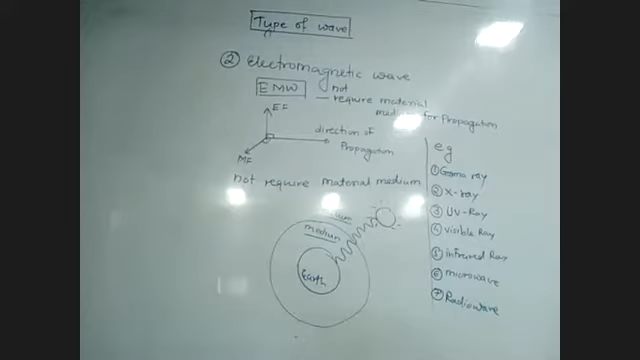 Type of wave
② Electromagnetic wave
EMW
not
— require material
medium for Propagation
EF
direction of
Propagation
MF
not require material medium
medium
Earth
eg
① Gama ray
② X-ray
③ UV-Ray
④ Visible Ray
⑤ infrared Ray
⑥ microwave
⑦ Radiowave